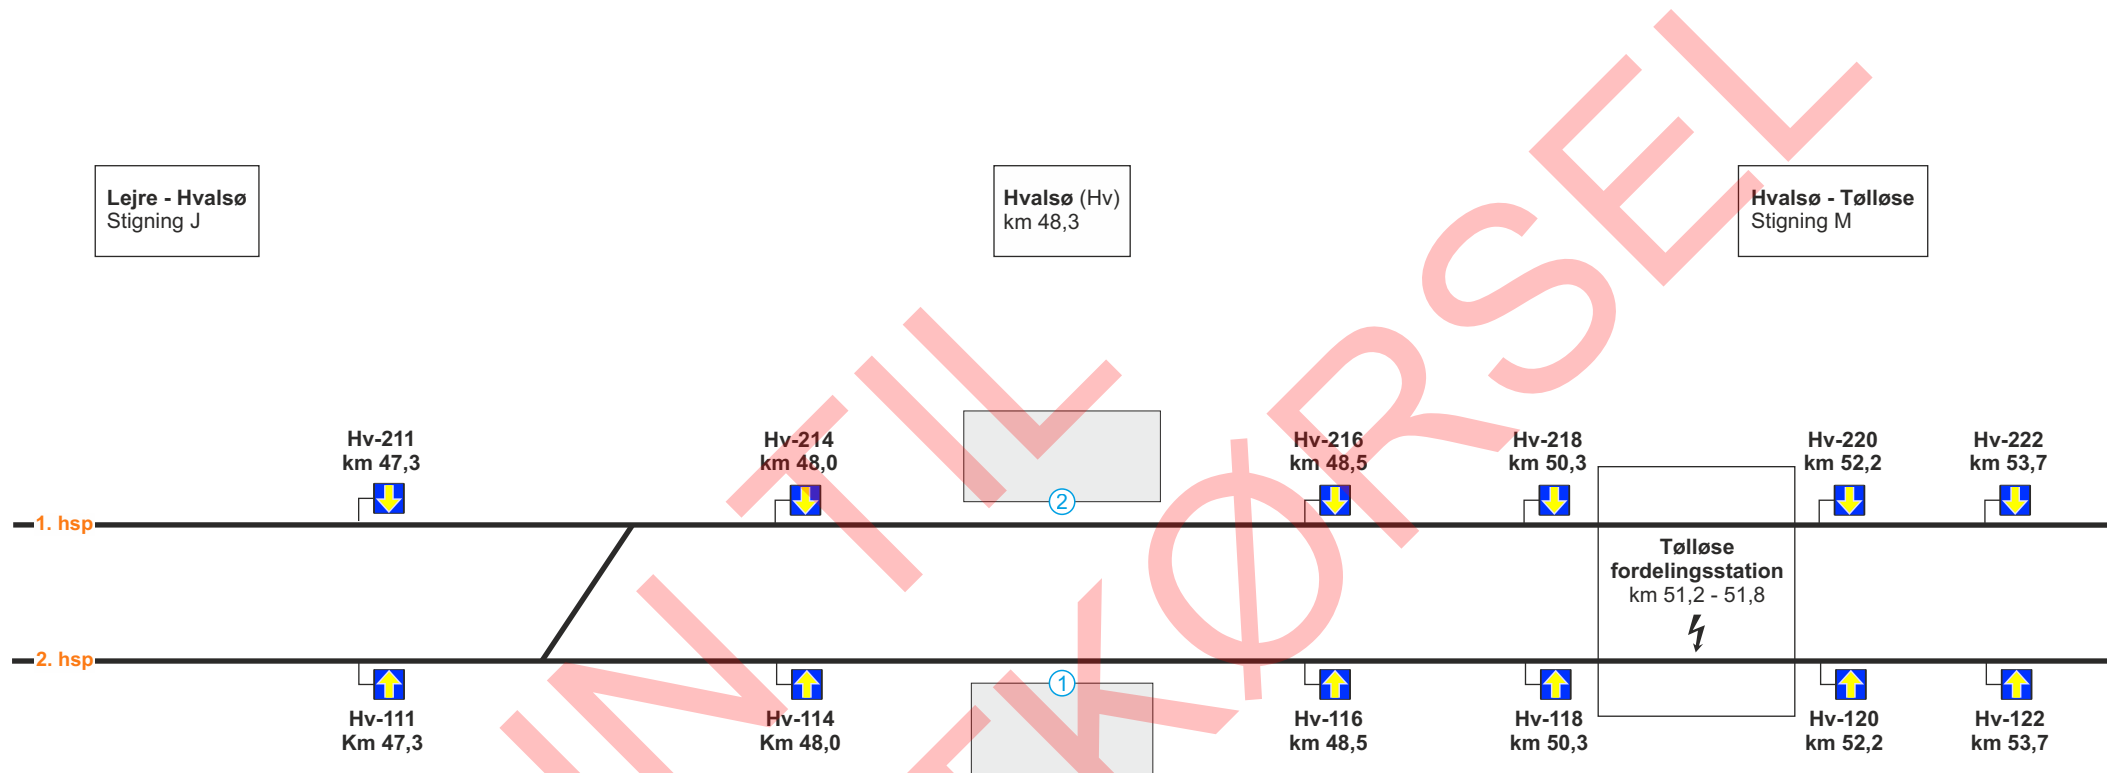 Lejre - Hvalsø
Stigning J
Hvalsø (Hv)
km 48,3
Hvalsø - Tølløse
Stigning M
Hv-211
km 47,3
Hv-214
km 48,0
Hv-216
km 48,5
Hv-218
km 50,3
Hv-220
km 52,2
Hv-222
km 53,7
2
1. hsp
Tølløse
fordelingsstation
km 51,2 - 51,8
2. hsp
1
Hv-111
Km 47,3
Hv-114
Km 48,0
Hv-116
km 48,5
Hv-118
km 50,3
Hv-120
km 52,2
Hv-122
km 53,7
TIL
KØRSEL